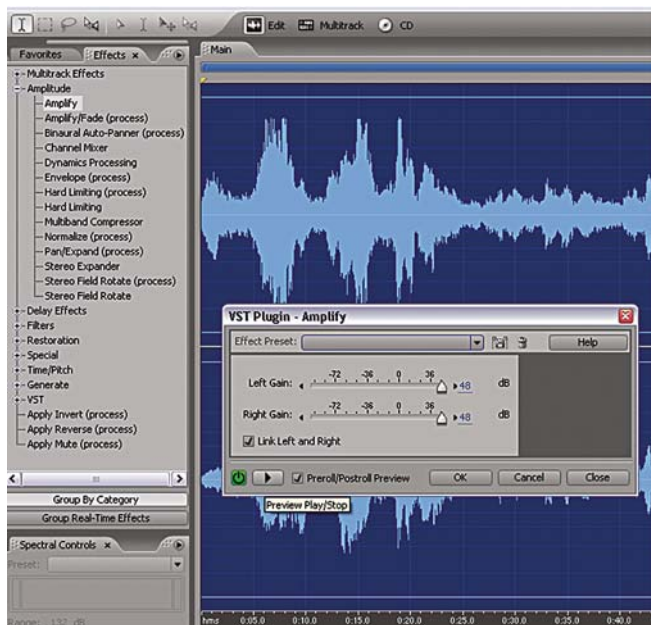 Edit Multitrack CD
Favorites Effects x
Main
Multitrack Effects
Amplitude
Amplify
Amplify/Fade (process)
Binaural Auto-Panner (process)
Channel Mixer
Dynamics Processing
Envelope (process)
Hard Limiting (process)
Hard Limiting
Multiband Compressor
Normalize (process)
Pan/Expand (process)
Stereo Expander
Stereo Field Rotate (process)
Stereo Field Rotate
Delay Effects
Filters
Restoration
Special
Time/Pitch
Generate
VST
Apply Invert (process)
Apply Reverse (process)
Apply Mute (process)
Group By Category
Group Real-Time Effects
Spectral Controls x
Preset:
Range: 132 dB
VST Plugin - Amplify
Effect Preset: Help
-72 -36 0 36
Left Gain: 48 dB
-72 -36 0 36
Right Gain: 48 dB
Link Left and Right
Preroll/Postroll Preview OK Cancel Close
Preview Play/Stop
hms 0:05.0 0:10.0 0:15.0 0:20.0 0:25.0 0:30.0 0:35.0 0:40.0